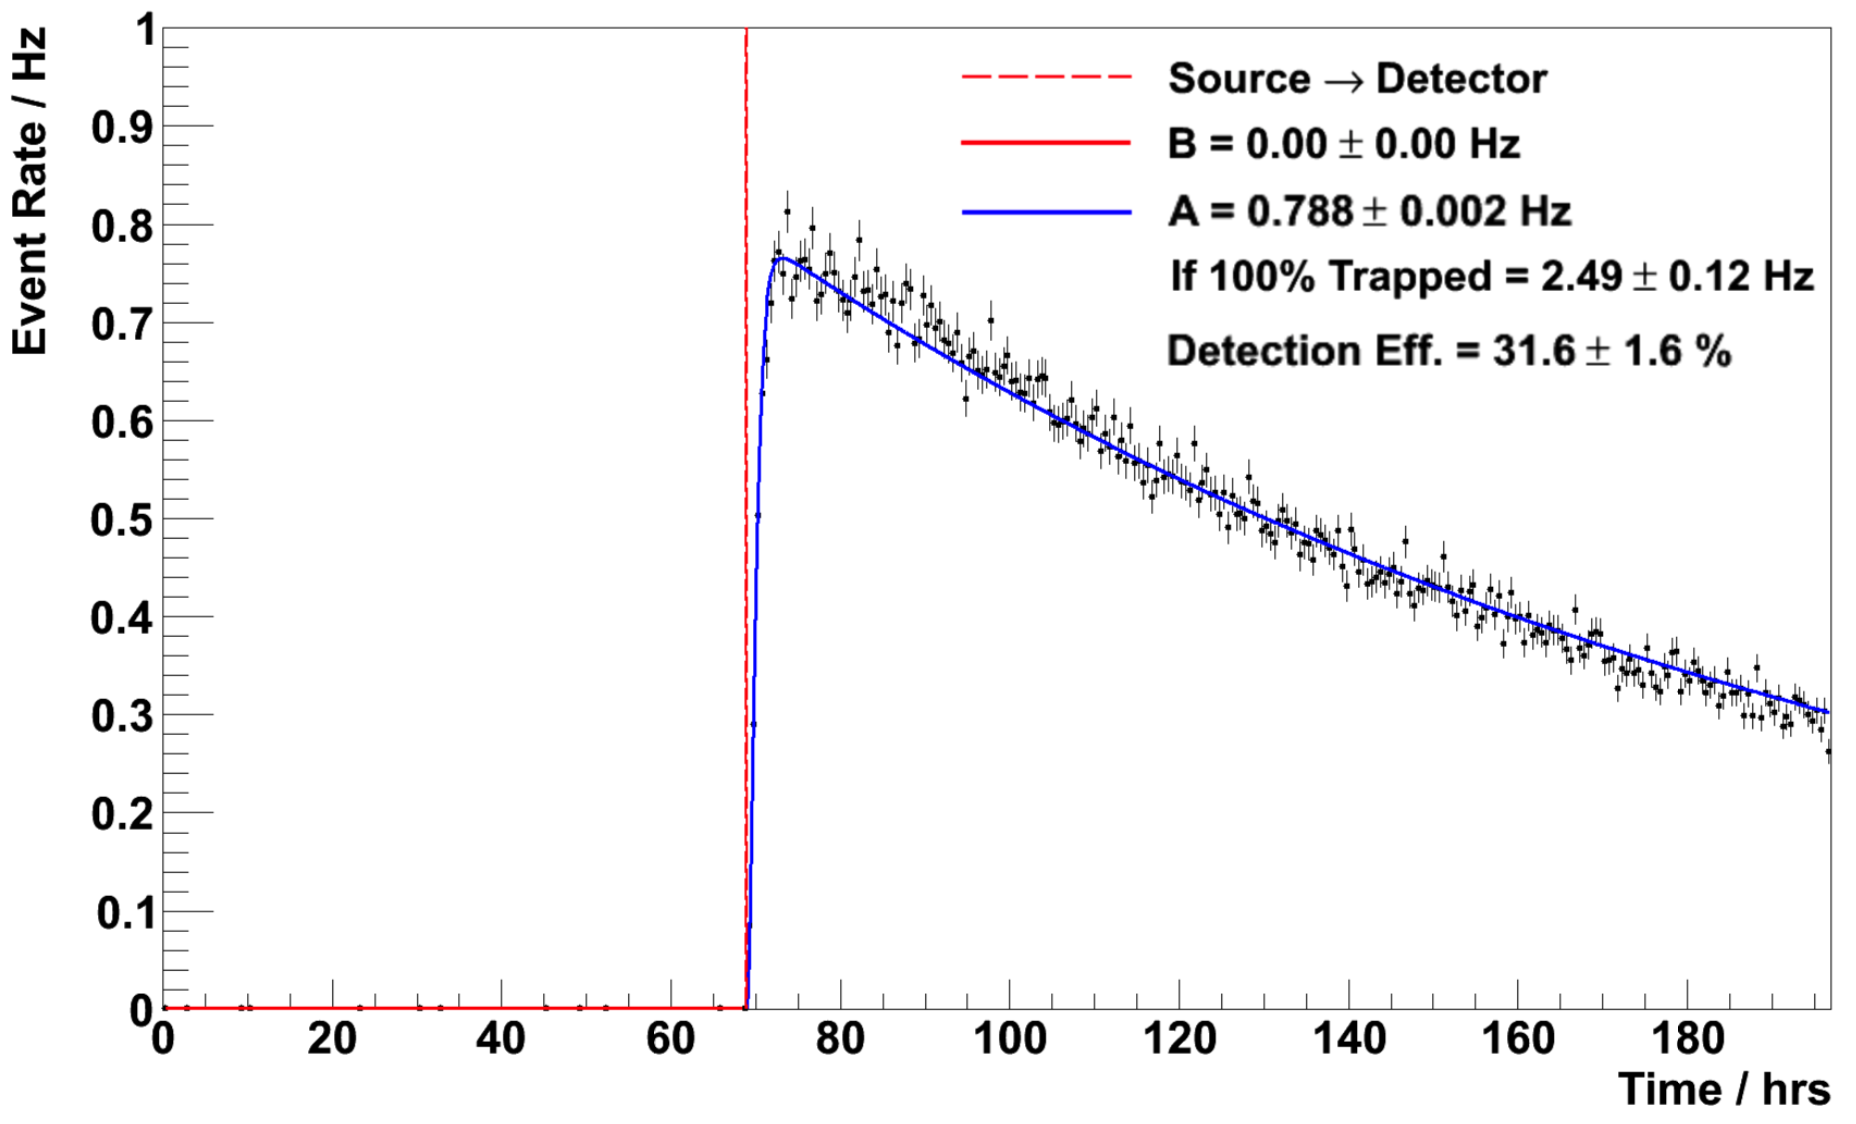 Event Rate / Hz
1
0.9
0.8
0.7
0.6
0.5
0.4
0.3
0.2
0.1
0
Source → Detector
B = 0.00 ± 0.00 Hz
A = 0.788 ± 0.002 Hz
If 100% Trapped = 2.49 ± 0.12 Hz
Detection Eff. = 31.6 ± 1.6 %
0 20 40 60 80 100 120 140 160 180
Time / hrs